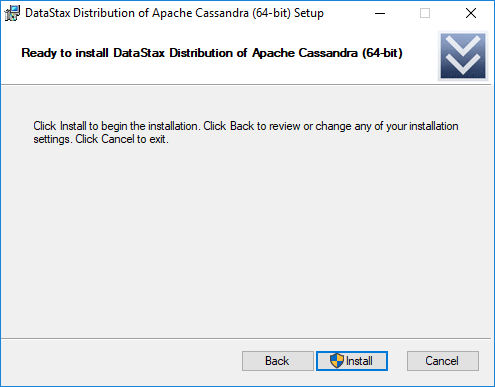 DataStax Distribution of Apache Cassandra (64-bit) Setup
Ready to install DataStax Distribution of Apache Cassandra (64-bit)
Click Install to begin the installation. Click Back to review or change any of your installation
settings. Click Cancel to exit.
Back Install Cancel